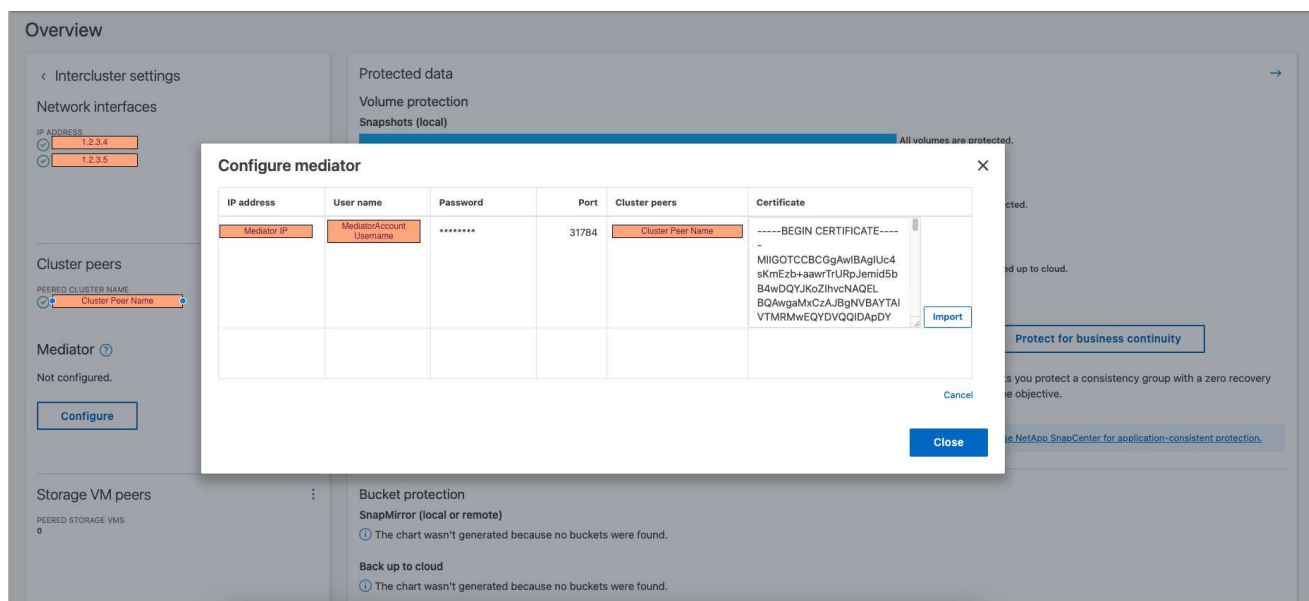 Overview
Intercluster settings
Network interfaces
IP ADDRESS
1.2.3.4
1.2.3.5
Cluster peers
PEERED CLUSTER NAME
Cluster Peer Name
Mediator
Not configured.
Configure
Storage VM peers
PEERED STORAGE VMS
0
Protected data
Volume protection
Snapshots (local)
All volumes are protected.
cted.
ed up to cloud.
Protect for business continuity
s you protect a consistency group with a zero recovery
e objective.
se NetApp SnapCenter for application-consistent protection.
Configure mediator
IP address User name Password Port Cluster peers Certificate
Mediator IP
MediatorAccount
Username
********
31784
Cluster Peer Name
-----BEGIN CERTIFICATE----
-
MIIGOTCCBCGgAwIBAgIUc4
sKmEzb+aawrTrURpJemid5b
B4wDQYJKoZIhvcNAQEL
BQAwgaMxCzAJBgNVBAYTAl
VTMRMwEQYDVQQIDApDY
Import
Cancel
Close
Bucket protection
SnapMirror (local or remote)
The chart wasn't generated because no buckets were found.
Back up to cloud
The chart wasn't generated because no buckets were found.